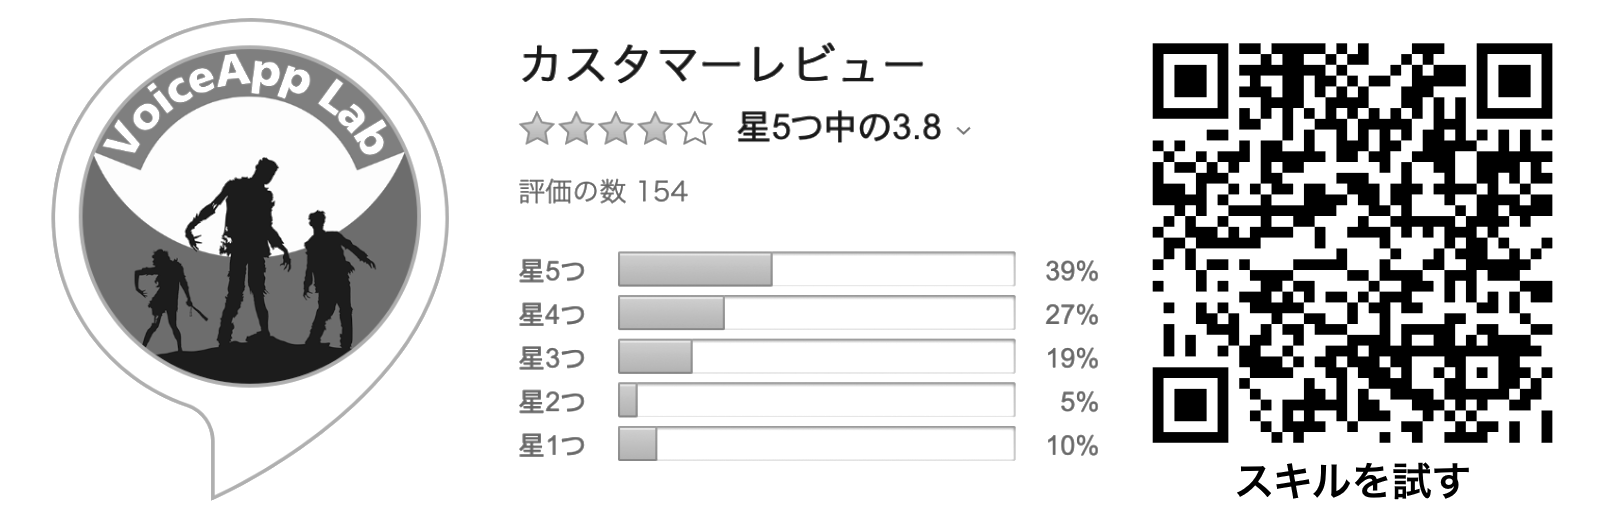 VoiceApp Lab
カスタマーレビュー
星5つ中の3.8
評価の数 154
星5つ 39%
星4つ 27%
星3つ 19%
星2つ 5%
星1つ 10%
スキルを試す